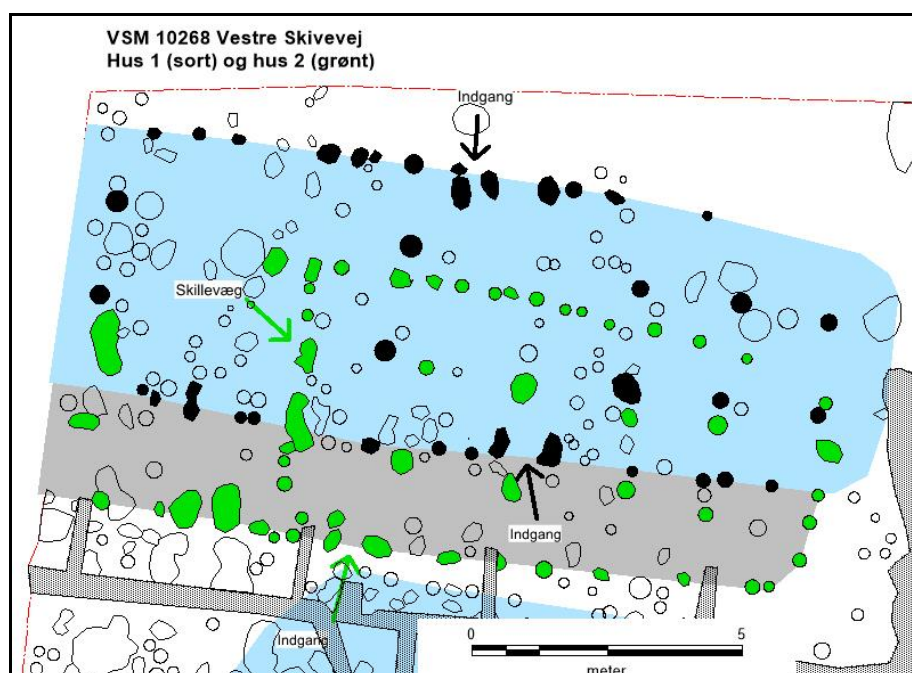 VSM 10268 Vestre Skivevej
Hus 1 (sort) og hus 2 (grønt)
Indgang
Skillevæg
Indgang
Indgang
0
5
meter